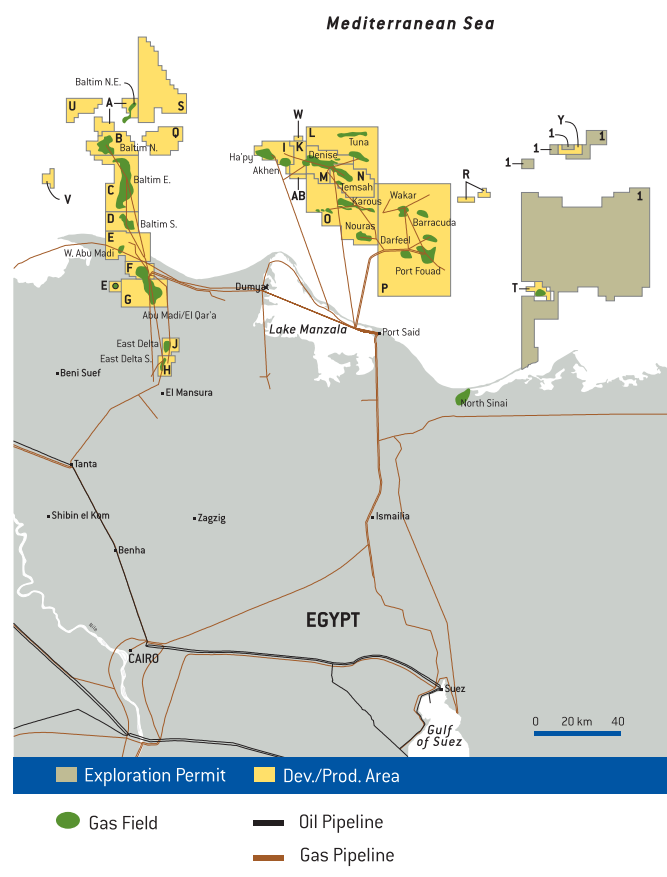 Mediterranean Sea
Baltim N.E.
U
A
S
W
Y
1
1
1
1
L
B
Q
Baltim N.
Tuna
I
K
Ha'py
Denise
Akhen
M
N
R
V
Baltim E.
C
Temsah
AB
Karous
Wakar
1
D
Baltim S.
O
Nouras
Barracuda
E
W. Abu Madi
Darfeel
F
Port Fouad
E
G
Dumyat
P
T
Abu Madi/El Qar'a
Lake Manzala
Port Said
East Delta
J
East Delta S.
H
Beni Suef
El Mansura
North Sinai
Tanta
Shibin el Kom
Zagzig
Ismailia
Benha
EGYPT
Nile
CAIRO
Suez
Gulf
of Suez
0 20 km 40
Exploration Permit
Dev./Prod. Area
Gas Field
Oil Pipeline
Gas Pipeline